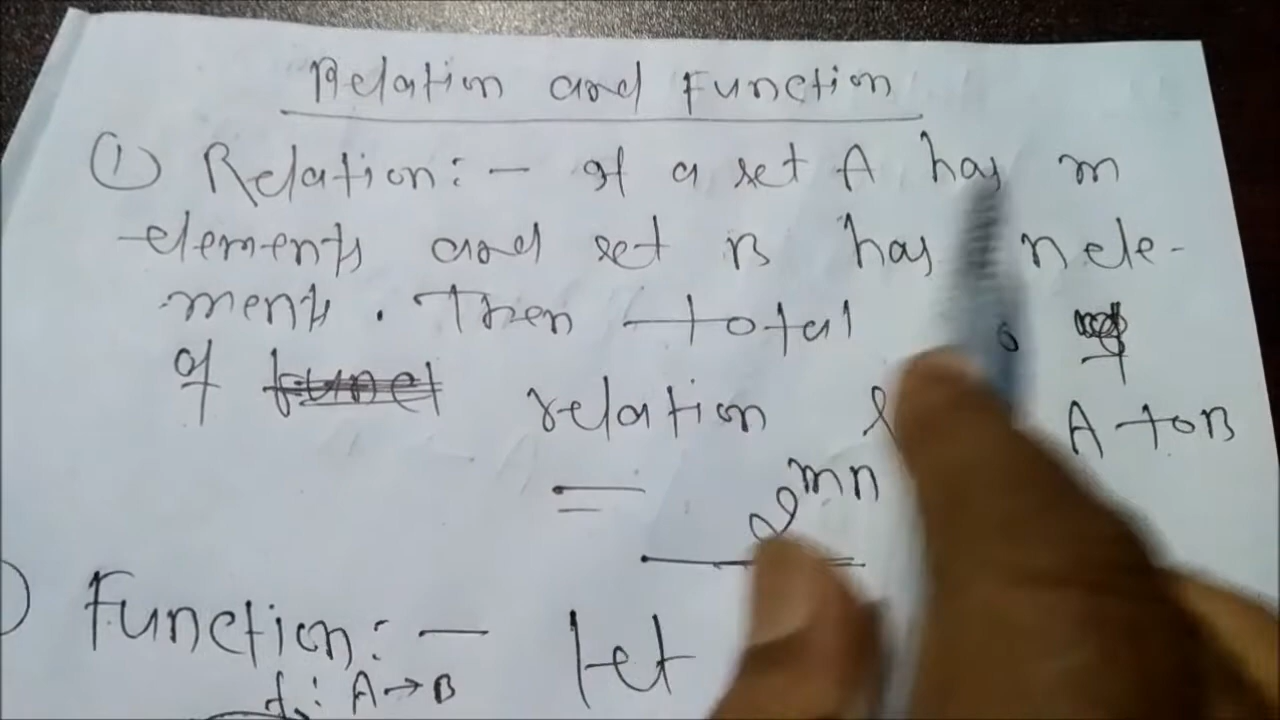 Relation and Function
① Relation:- If a set A has m
elements and set B has n ele-
ments. Then total
of relation A to B
= 2^mn
Function:- let
f: A→B